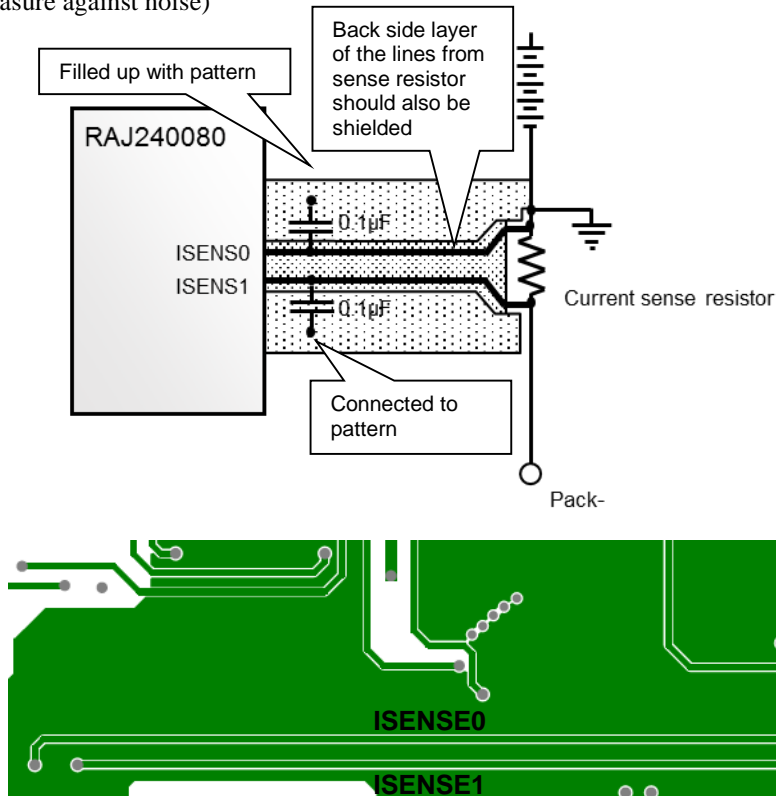 asure against noise)
Back side layer
of the lines from
sense resistor
should also be
shielded
Filled up with pattern
RAJ240080
0.1µF
ISENS0
ISENS1
0.1µF
Current sense resistor
Connected to
pattern
Pack-
ISENSE0
ISENSE1